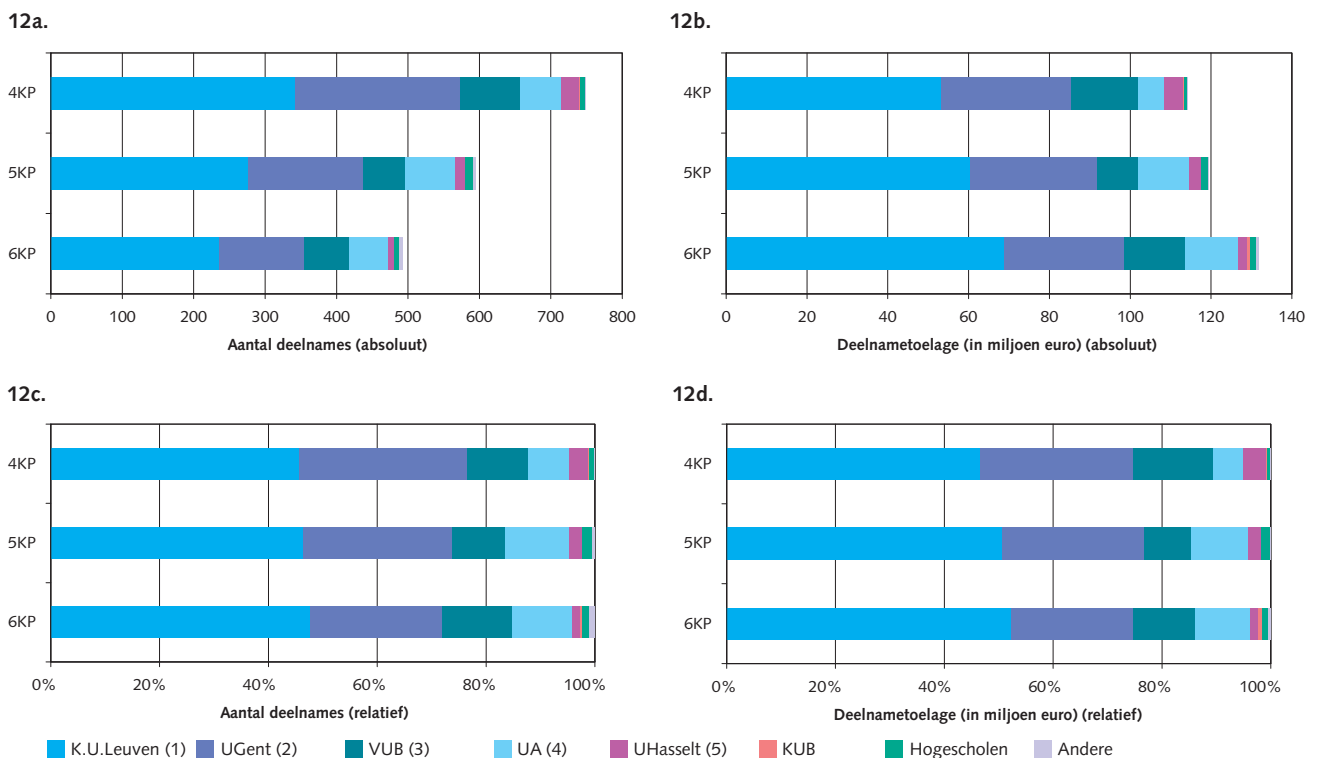 12a.
4KP
5KP
6KP
0 100 200 300 400 500 600 700 800
Aantal deelnames (absoluut)
12b.
4KP
5KP
6KP
0 20 40 60 80 100 120 140
Deelnametoelage (in miljoen euro) (absoluut)
12c.
4KP
5KP
6KP
0% 20% 40% 60% 80% 100%
Aantal deelnames (relatief)
12d.
4KP
5KP
6KP
0% 20% 40% 60% 80% 100%
Deelnametoelage (in miljoen euro) (relatief)
K.U.Leuven (1) UGent (2) VUB (3) UA (4) UHasselt (5) KUB Hogescholen Andere